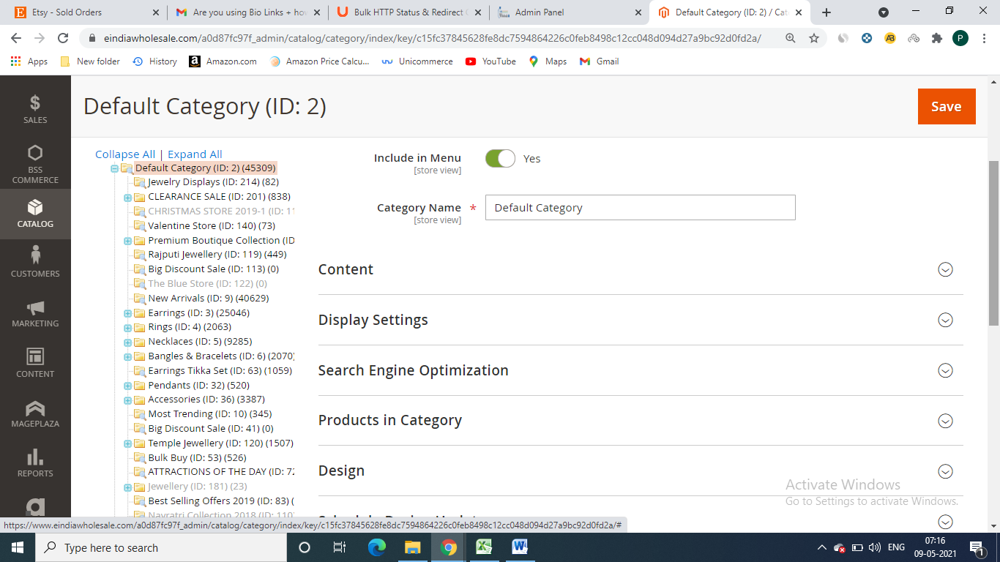 Etsy - Sold Orders
Are you using Bio Links + how
Bulk HTTP Status & Redirect C
Admin Panel
Default Category (ID: 2) / Cat
eindiawholesale.com/a0d87fc97f_admin/catalog/category/index/key/c15fc37845628fe8dc7594864226c0feb8498c12cc048d094d27a9bc92d0fd2a/
AB
P
Apps
New folder
History
Amazon.com
Amazon Price Calcu...
Unicommerce
YouTube
Maps
Gmail
SALES
BSS
COMMERCE
CATALOG
CUSTOMERS
MARKETING
CONTENT
MAGEPLAZA
REPORTS
Default Category (ID: 2)
Save
Collapse All | Expand All
Default Category (ID: 2) (45309)
Jewelry Displays (ID: 214) (82)
CLEARANCE SALE (ID: 201) (838)
CHRISTMAS STORE 2019-1 (ID: 11
Valentine Store (ID: 140) (73)
Premium Boutique Collection (ID
Rajputi Jewellery (ID: 119) (449)
Big Discount Sale (ID: 113) (0)
The Blue Store (ID: 122) (0)
New Arrivals (ID: 9) (40629)
Earrings (ID: 3) (25046)
Rings (ID: 4) (2063)
Necklaces (ID: 5) (9285)
Bangles & Bracelets (ID: 6) (2070)
Earrings Tikka Set (ID: 63) (1059)
Pendants (ID: 32) (520)
Accessories (ID: 36) (3387)
Most Trending (ID: 10) (345)
Big Discount Sale (ID: 41) (0)
Temple Jewellery (ID: 120) (1507)
Bulk Buy (ID: 53) (526)
ATTRACTIONS OF THE DAY (ID: 72
Jewellery (ID: 181) (23)
Best Selling Offers 2019 (ID: 83) (
Navratri Collection 2018 (ID: 110
Include in Menu
[store view]
Yes
Category Name *
[store view]
Default Category
Content
Display Settings
Search Engine Optimization
Products in Category
Design
Schedule Design Update
Activate Windows
Go to Settings to activate Windows.
https://www.eindiawholesale.com/a0d87fc97f_admin/catalog/category/index/key/c15fc37845628fe8dc7594864226c0feb8498c12cc048d094d27a9bc92d0fd2a/#
Type here to search
ENG
07:16
09-05-2021
1